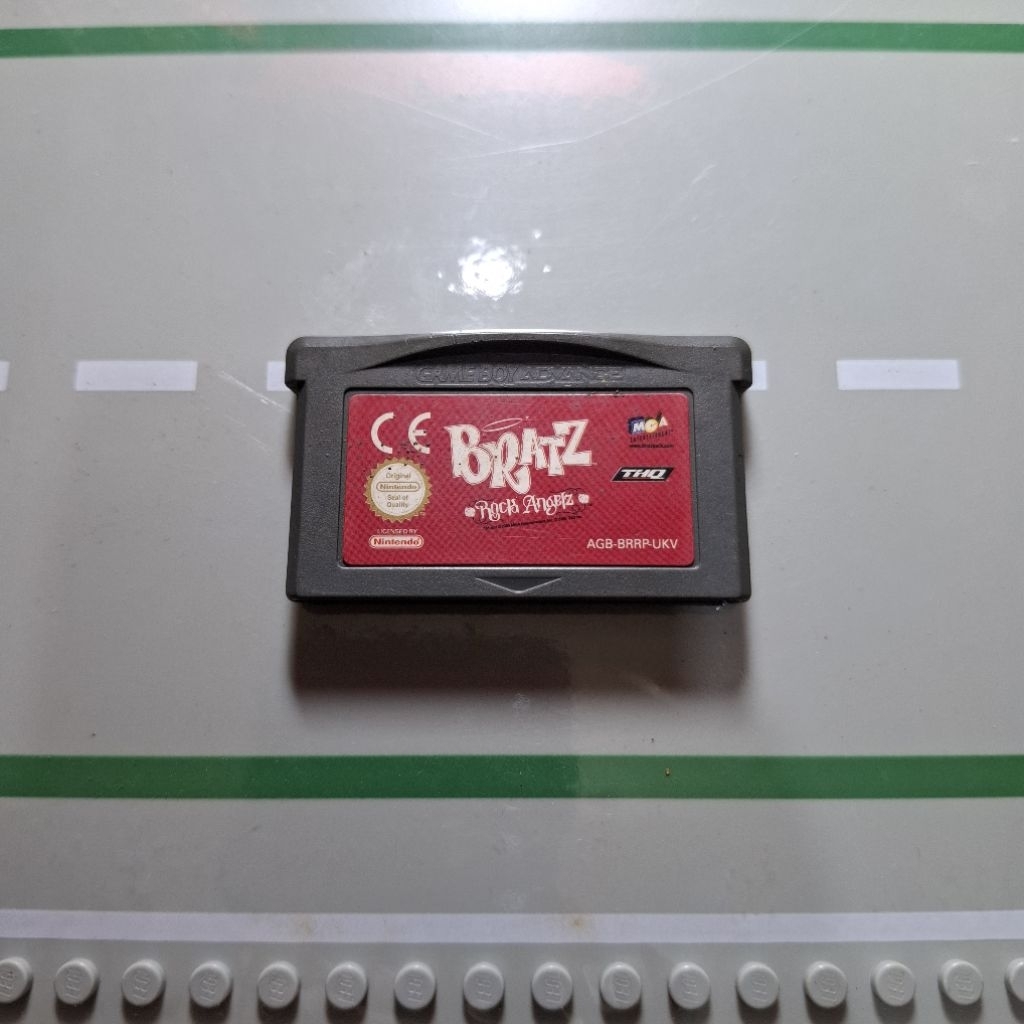 GAME BOY ADVANCE
CE
BRATZ
Rock Angelz
Original
Nintendo
Seal of
Quality
LICENSED BY
Nintendo
MGA
ENTERTAINMENT
THQ
AGB-BRRP-UKV